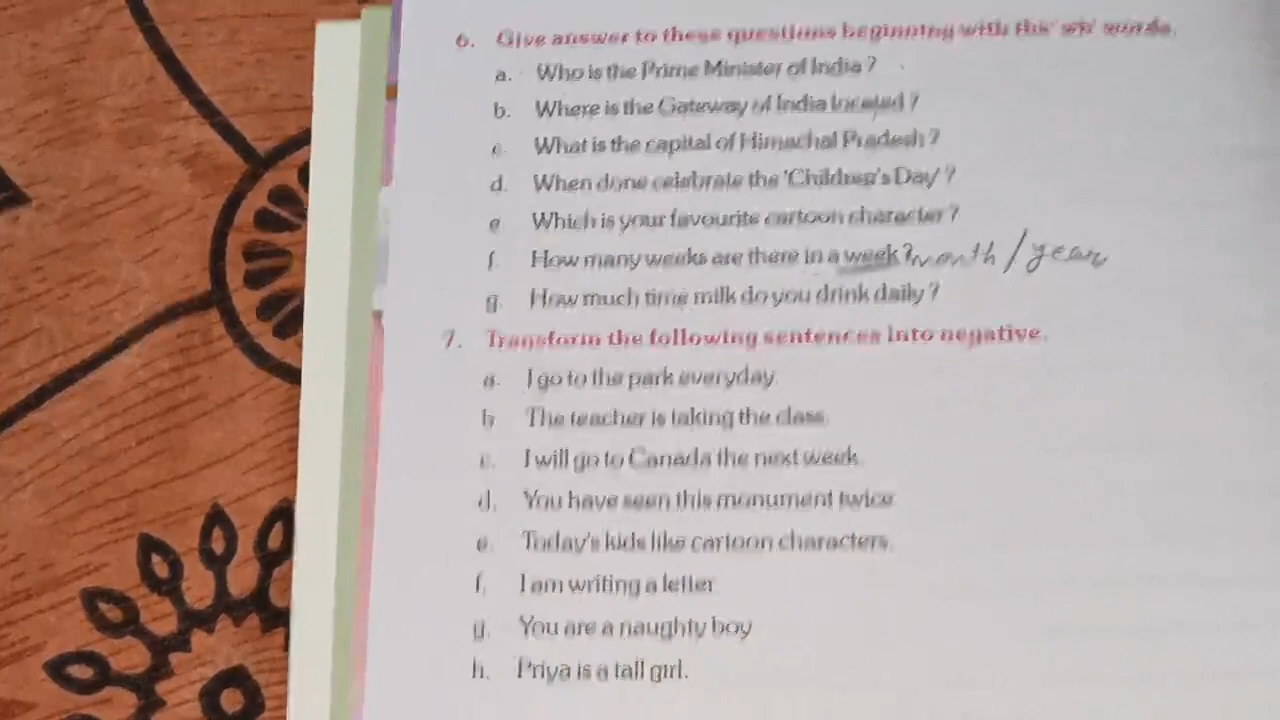 6. Give answer to these questions beginning with the 'wh' words.
a. Who is the Prime Minister of India ?
b. Where is the Gateway of India located ?
c. What is the capital of Himachal Pradesh ?
d. When done celebrate the 'Children's Day' ?
e Which is your favourite cartoon character ?
f. How many weeks are there in a week ? month / year
g. How much time milk do you drink daily ?
7. Transform the following sentences into negative.
a. I go to the park everyday.
b The teacher is taking the class.
c. I will go to Canada the next week.
d. You have seen this monument twice
e. Today's kids like cartoon characters.
f. I am writing a letter
g. You are a naughty boy
h. Priya is a tall girl.